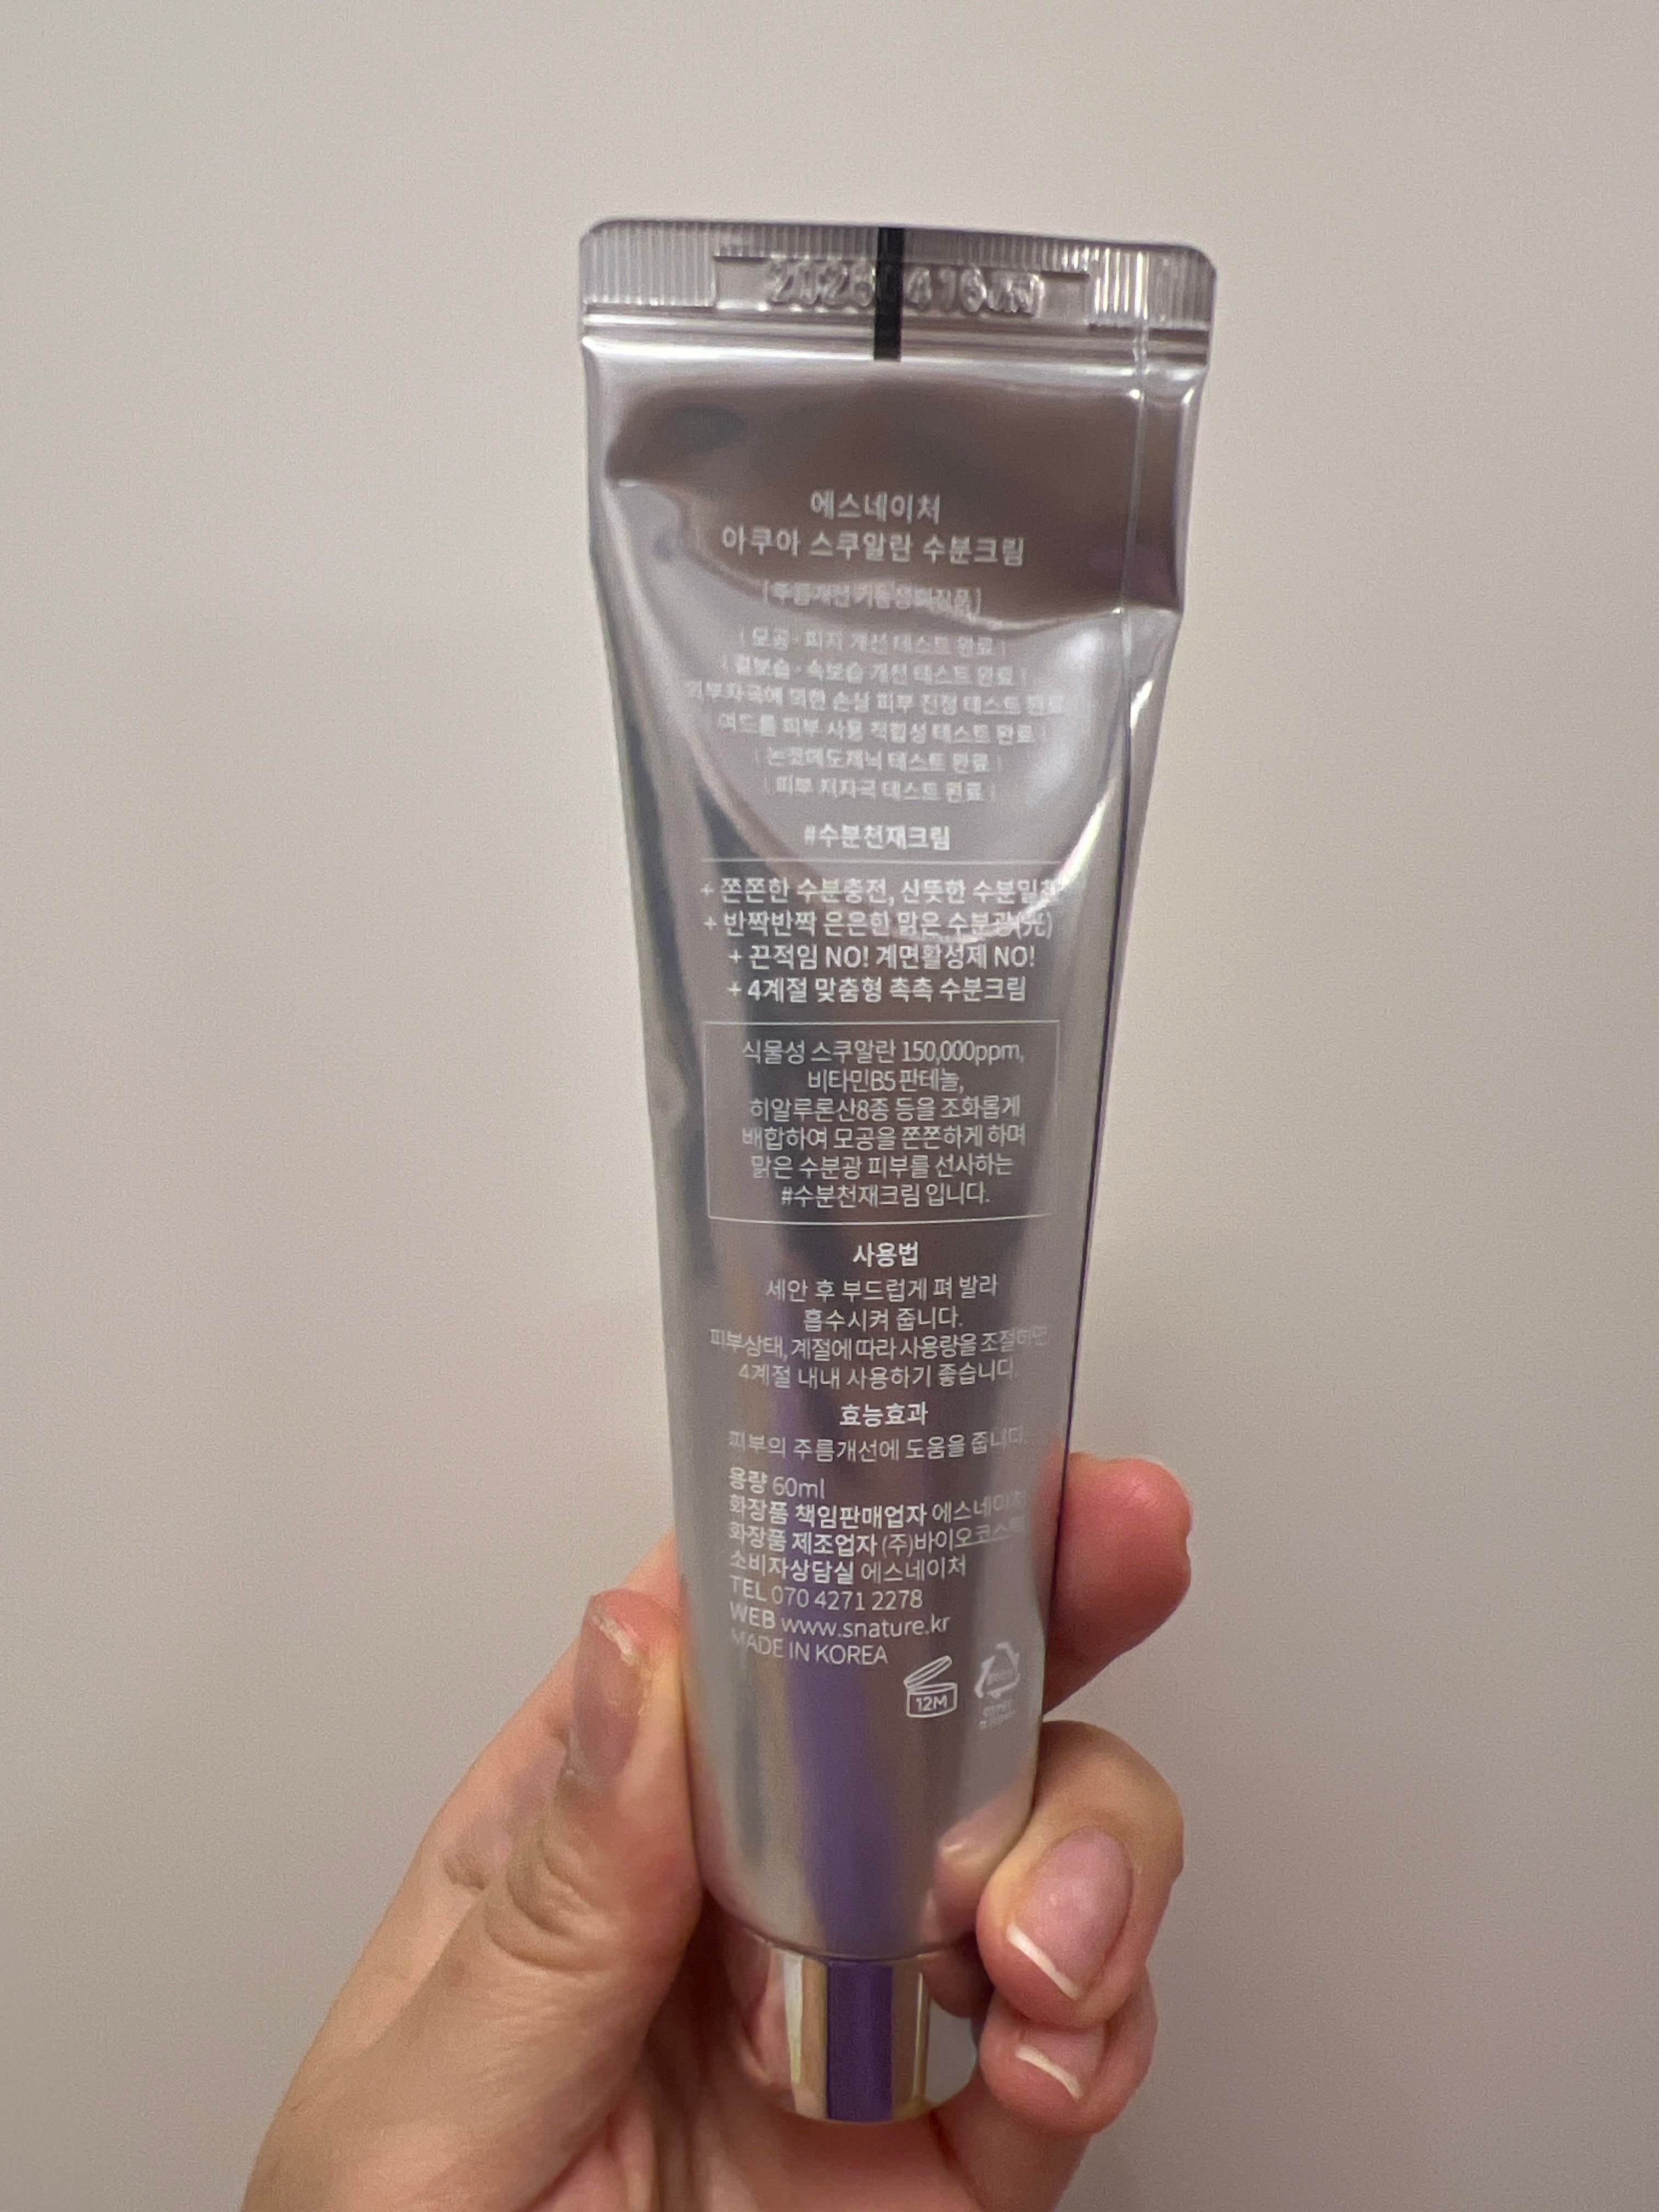 에스네이처
아쿠아 스쿠알란 수분크림
[주름개선 기능성화장품]
| 모공·피지 개선 테스트 완료 |
| 겉보습·속보습 개선 테스트 완료 |
손상 피부 진정 테스트 완료
여드름 피부 사용 적합성 테스트 완료 |
| 논코메도제닉 테스트 완료 |
| 피부 저자극 테스트 완료 |
#수분천재크림
+ 쫀쫀한 수분충전, 산뜻한
+ 반짝반짝 은은한 맑은 수분광(光)
+ 끈적임 NO! 계면활성제 NO!
+ 4계절 맞춤형 촉촉 수분크림
식물성 스쿠알란 150,000ppm,
비타민B5 판테놀,
히알루론산8종 등을 조화롭게
배합하여 모공을 쫀쫀하게 하며
맑은 수분광 피부를 선사하는
#수분천재크림 입니다.
사용법
세안 후 부드럽게 펴 발라
흡수시켜 줍니다.
피부상태, 계절에 따라 사용량을 조절하면
4계절 내내 사용하기 좋습니다.
효능효과
피부의 주름개선에 도움을 줍니다.
용량 60ml
화장품 책임판매업자 에스네이처
화장품 제조업자 (주)바이오코스텍
소비자상담실 에스네이처
TEL 070 4271 2278
WEB www.snature.kr
MADE IN KOREA
12M